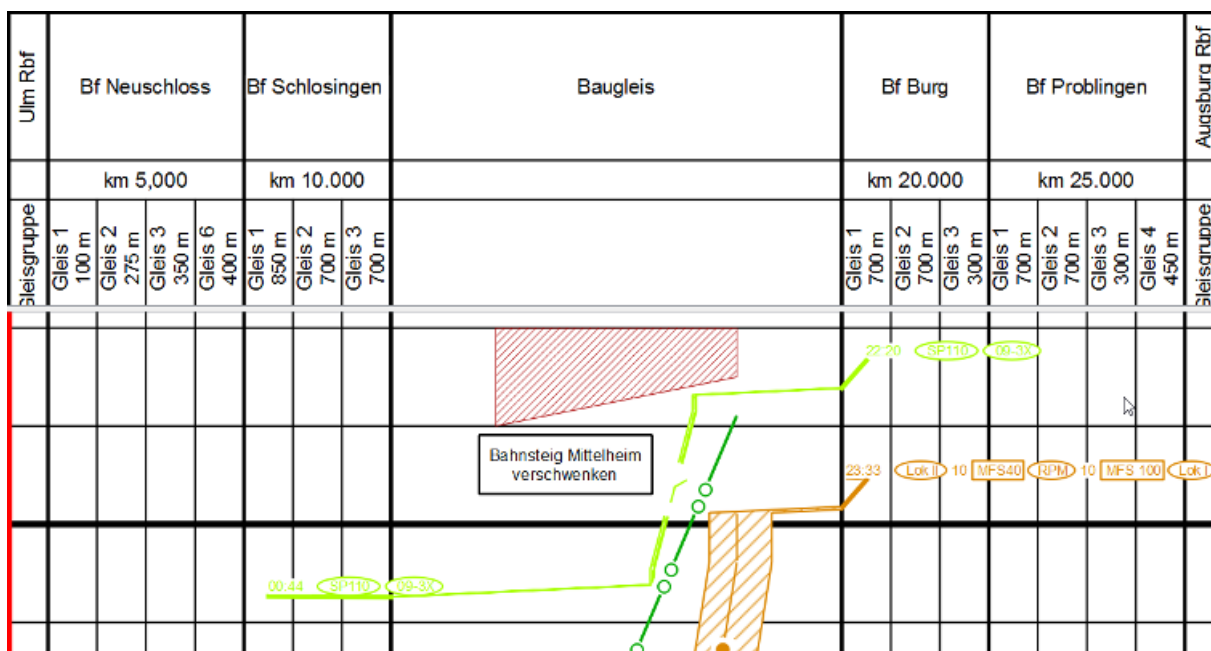 Ulm Rbf
Bf Neuschloss
Bf Schlosingen
Baugleis
Bf Burg
Bf Problingen
Augsburg Rbf
km 5,000
km 10.000
km 20.000
km 25.000
Gleisgruppe
Gleis 1
100 m
Gleis 2
275 m
Gleis 3
350 m
Gleis 6
400 m
Gleis 1
850 m
Gleis 2
700 m
Gleis 3
700 m
Gleis 1
700 m
Gleis 2
700 m
Gleis 3
300 m
Gleis 1
700 m
Gleis 2
700 m
Gleis 3
300 m
Gleis 4
450 m
Gleisgruppe
22:20 SP110 09-3X
Bahnsteig Mittelheim
verschwenken
23:33 Lok II 10 MFS40 RPM 10 MFS 100 Lok I
00:44 SP110 09-3X